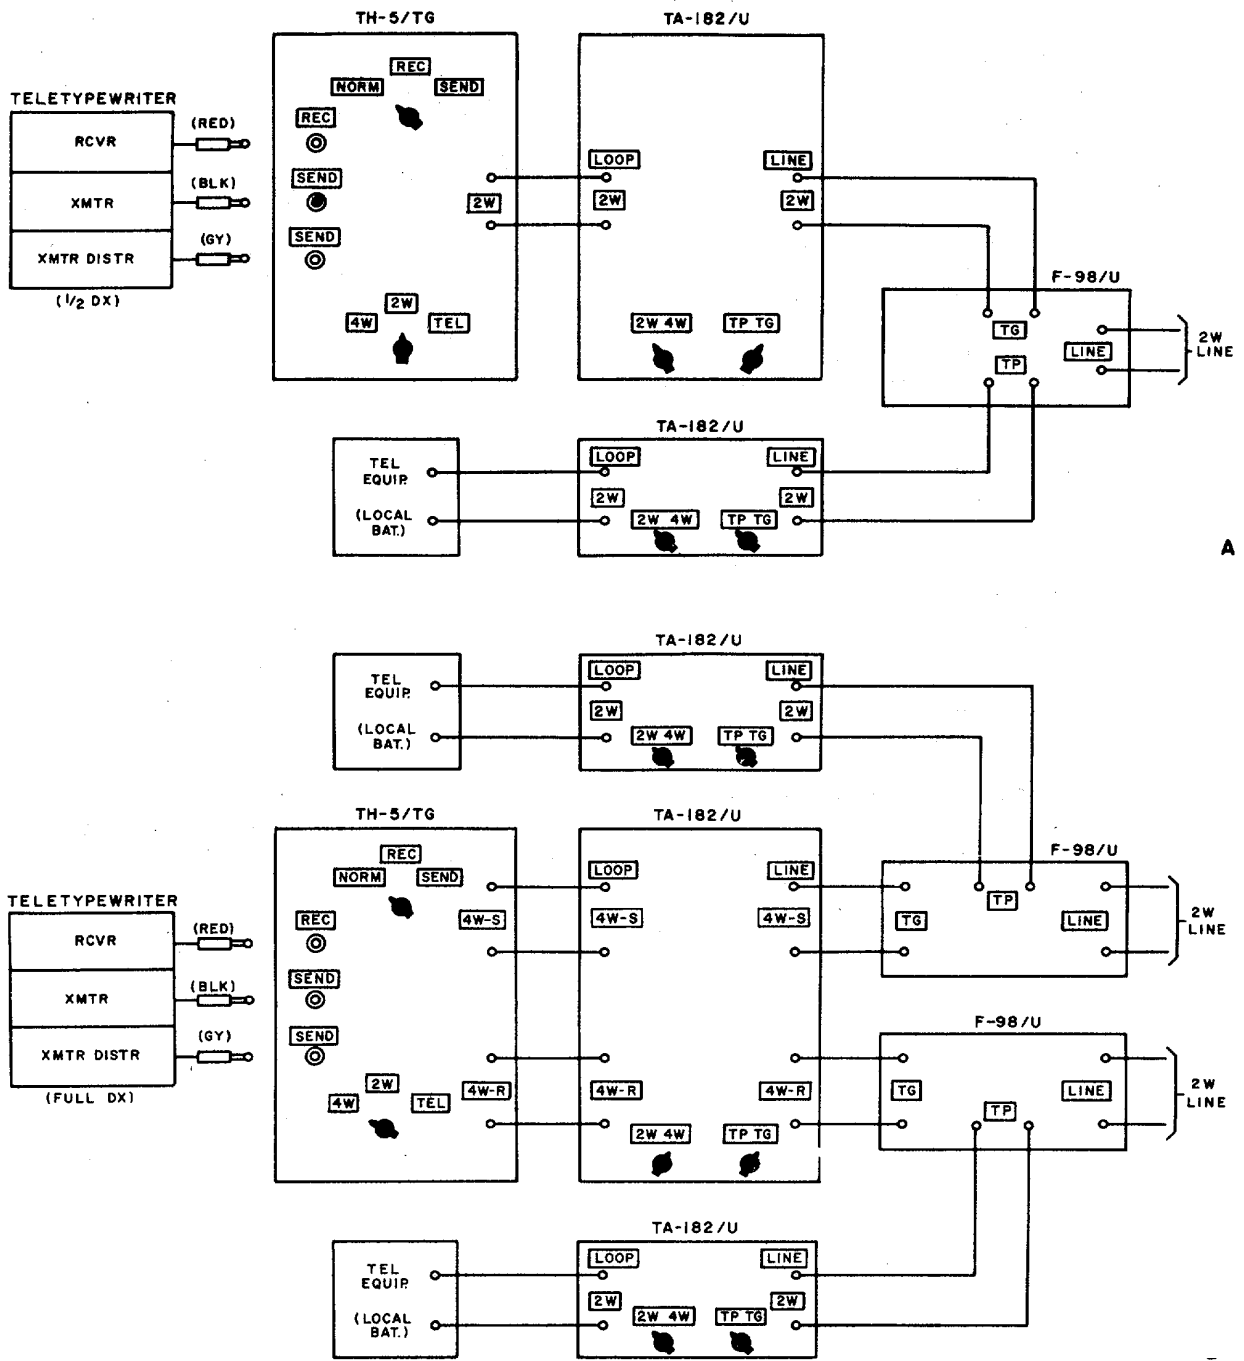 TH-5/TG
TA-182/U
REC
NORM
SEND
TELETYPEWRITER
RCVR
(RED)
REC
XMTR
(BLK)
SEND
XMTR DISTR
(GY)
SEND
(1/2 DX)
2W
LOOP
2W
LINE
2W
2W
4W
TEL
2W 4W
TP TG
F-98/U
TG
TP
LINE
2W
LINE
TA-182/U
TEL
EQUIP.
(LOCAL
BAT.)
LOOP
2W
2W 4W
TP TG
LINE
2W
A
TA-182/U
TEL
EQUIP.
(LOCAL
BAT.)
LOOP
2W
2W 4W
TP TG
LINE
2W
TH-5/TG
TA-182/U
REC
NORM
SEND
TELETYPEWRITER
RCVR
(RED)
REC
XMTR
(BLK)
SEND
XMTR DISTR
(GY)
SEND
(FULL DX)
4W-S
4W-R
2W
4W
TEL
LOOP
4W-S
4W-R
LINE
4W-S
4W-R
2W 4W
TP TG
F-98/U
TG
TP
LINE
2W
LINE
F-98/U
TG
TP
LINE
2W
LINE
TA-182/U
TEL
EQUIP.
(LOCAL
BAT.)
LOOP
2W
2W 4W
TP TG
LINE
2W